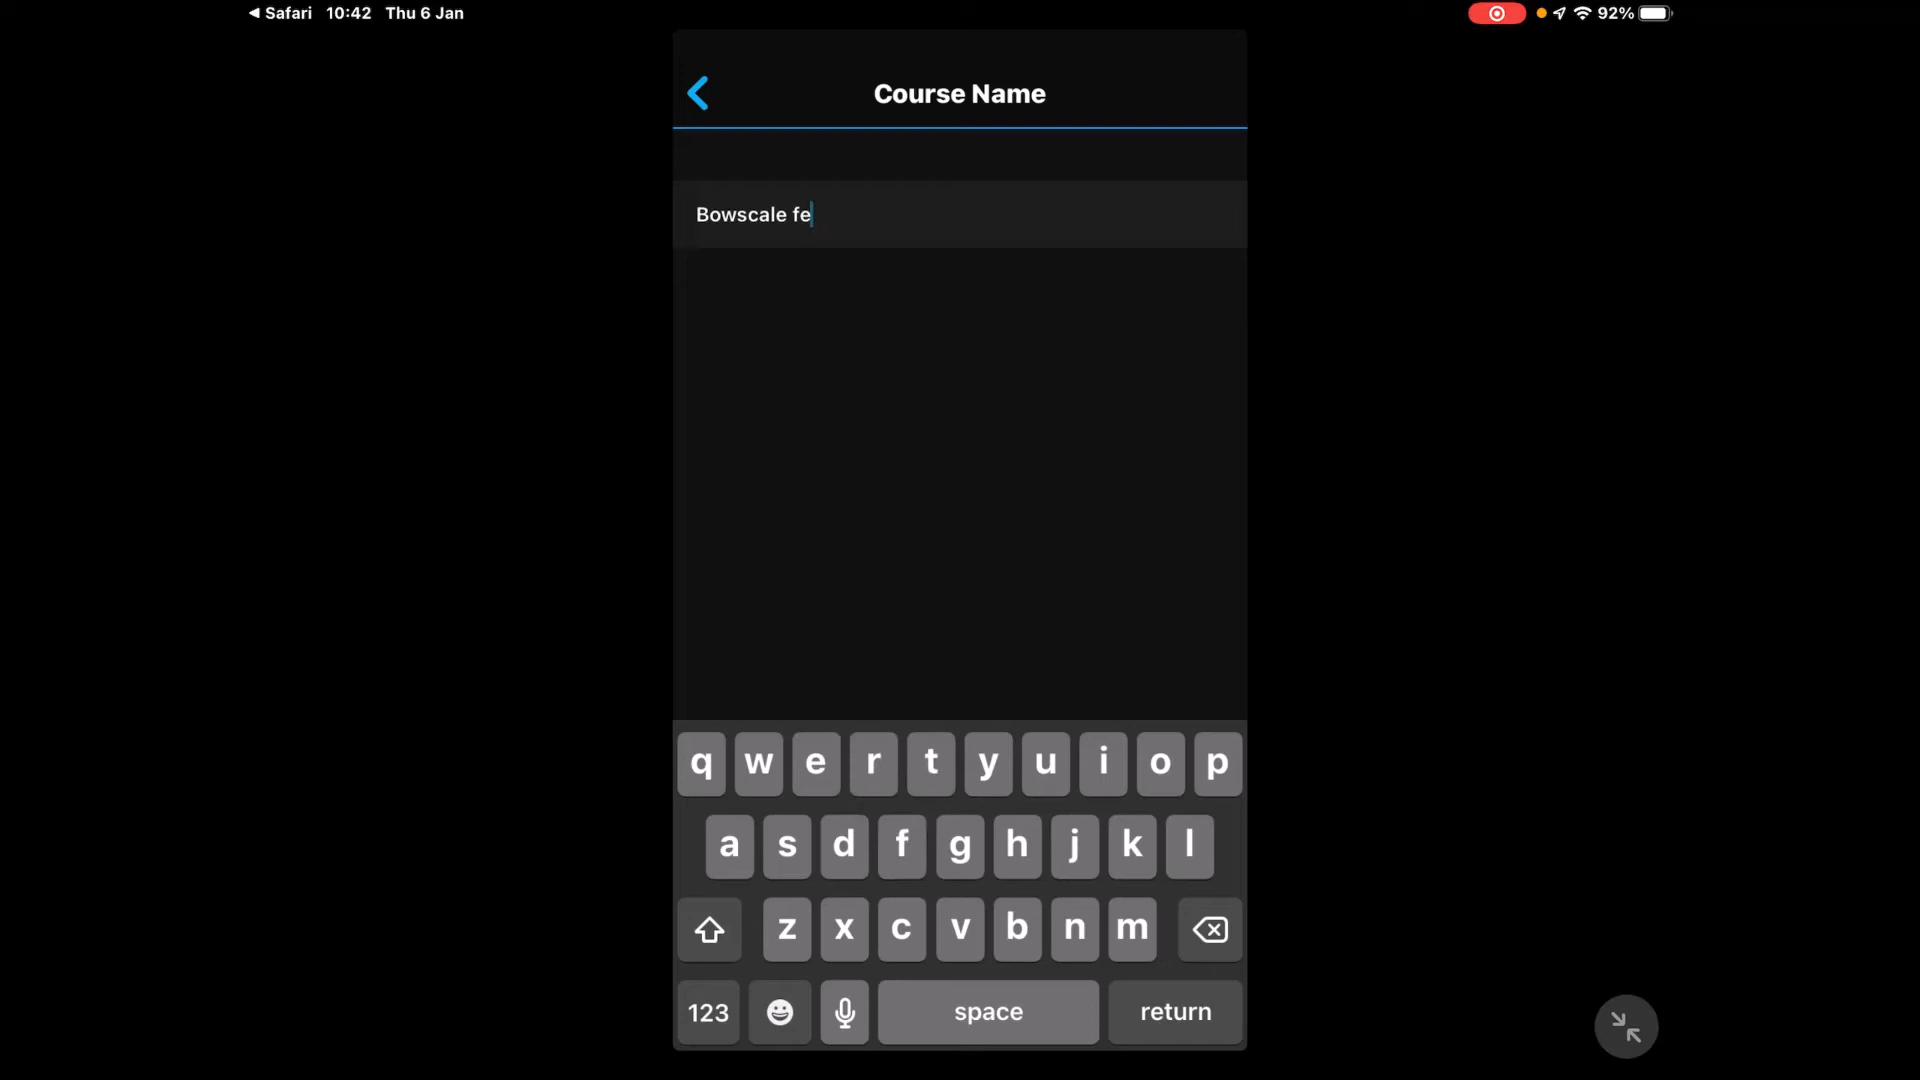 ◀ Safari 10:42 Thu 6 Jan 92%
Course Name
Bowscale fe
q w e r t y u i o p
a s d f g h j k l
z x c v b n m
123 space return